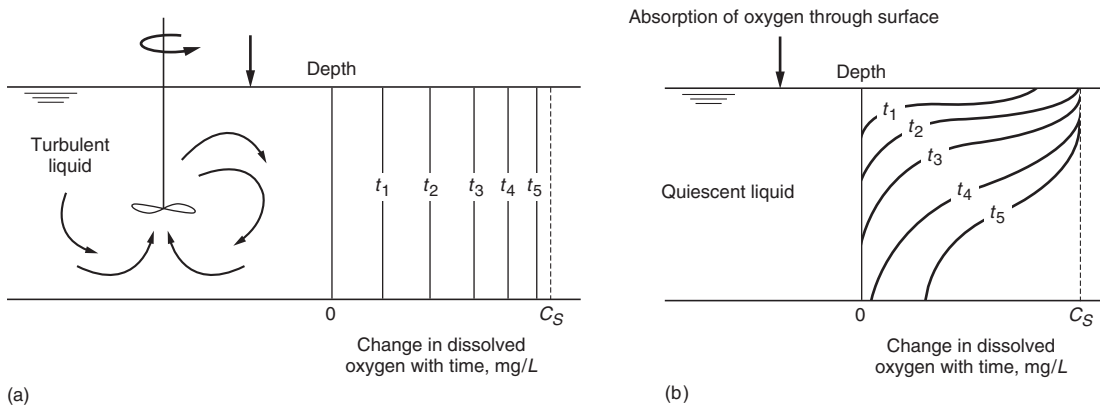 Depth
Turbulent
liquid
t1
t2
t3
t4
t5
0
CS
Change in dissolved
oxygen with time, mg/L
(a)
Absorption of oxygen through surface
Depth
Quiescent liquid
t1
t2
t3
t4
t5
0
CS
Change in dissolved
oxygen with time, mg/L
(b)